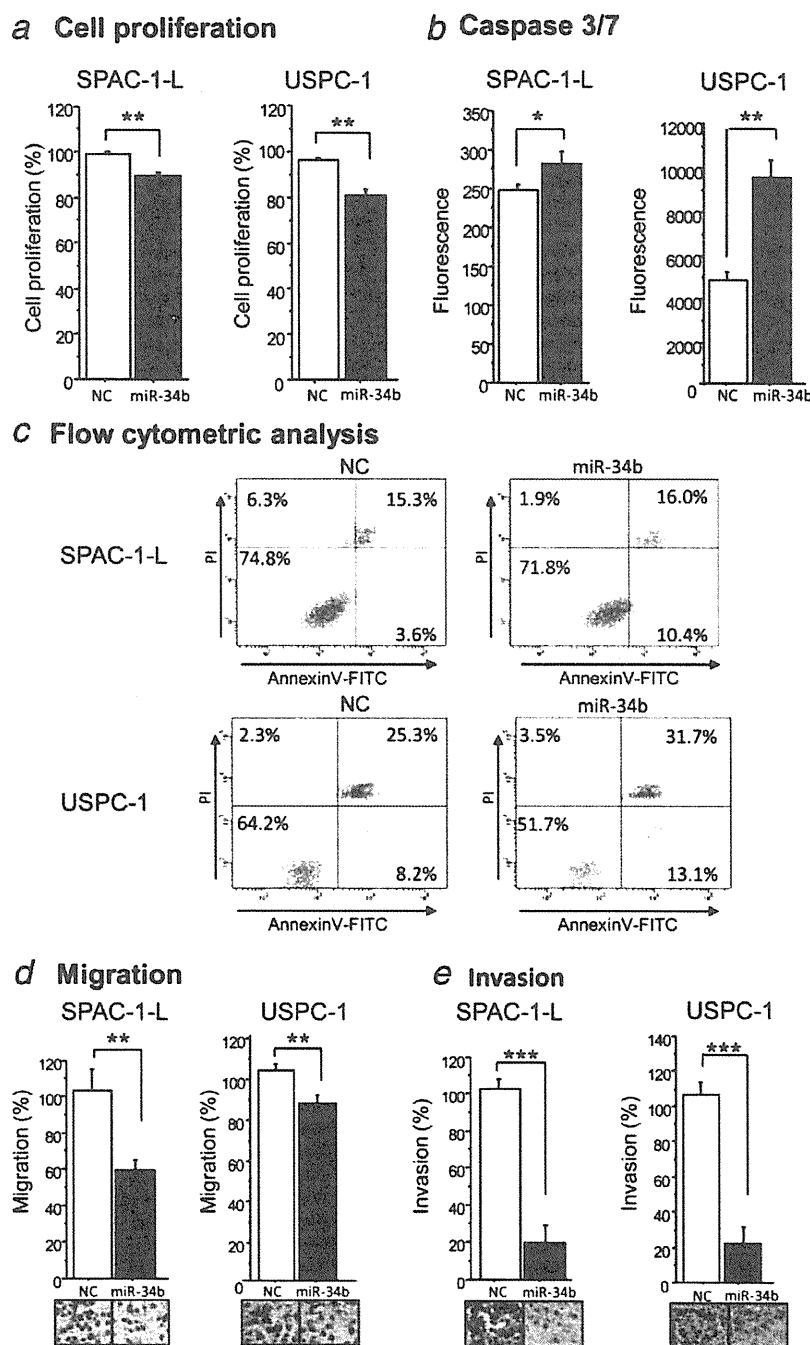 a Cell proliferation
SPAC-1-L
USPC-1
Cell proliferation (%)
120
100
80
60
40
20
0
**
NC miR-34b
Cell proliferation (%)
120
100
80
60
40
20
0
**
NC miR-34b
b Caspase 3/7
SPAC-1-L
USPC-1
Fluorescence
350
300
250
200
150
100
50
0
*
NC miR-34b
Fluorescence
12000
10000
8000
6000
4000
2000
0
**
NC miR-34b
c Flow cytometric analysis
NC
miR-34b
SPAC-1-L
PI
6.3% 15.3%
74.8%
3.6%
AnnexinV-FITC
PI
1.9% 16.0%
71.8%
10.4%
AnnexinV-FITC
NC
miR-34b
USPC-1
PI
2.3% 25.3%
64.2%
8.2%
AnnexinV-FITC
PI
3.5% 31.7%
51.7%
13.1%
AnnexinV-FITC
d Migration
SPAC-1-L
USPC-1
Migration (%)
120
100
80
60
40
20
0
**
NC miR-34b
Migration (%)
120
100
80
60
40
20
0
**
NC miR-34b
e Invasion
SPAC-1-L
USPC-1
Invasion (%)
120
100
80
60
40
20
0
***
NC miR-34b
Invasion (%)
140
120
100
80
60
40
20
0
***
NC miR-34b